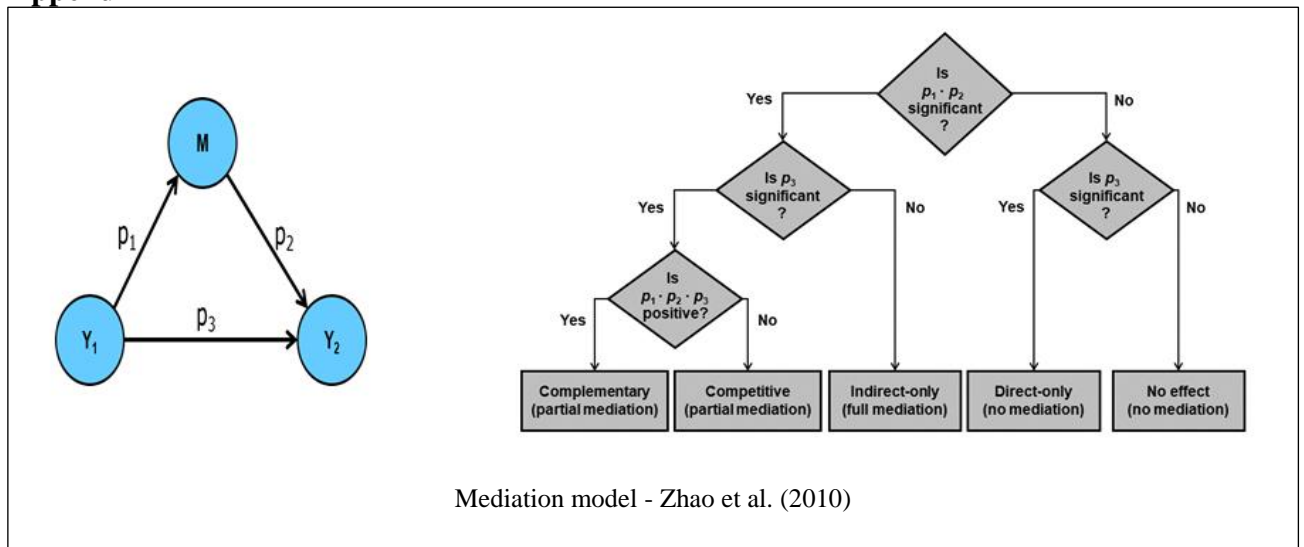 M
p₁
p₂
Y₁
p₃
Y₂
Is
p₁ · p₂
significant
?
Yes
No
Is p₃
significant
?
Yes
No
Is p₃
significant
?
Yes
No
Is
p₁ · p₂ · p₃
positive?
Yes
No
Complementary
(partial mediation)
Competitive
(partial mediation)
Indirect-only
(full mediation)
Direct-only
(no mediation)
No effect
(no mediation)
Mediation model - Zhao et al. (2010)